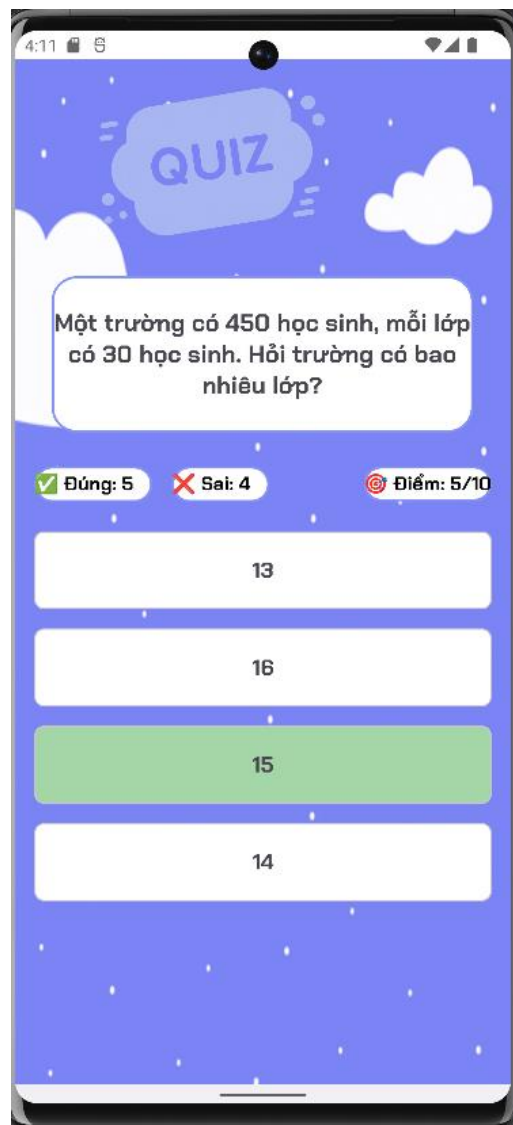 4:11
QUIZ
Một trường có 450 học sinh, mỗi lớp
có 30 học sinh. Hỏi trường có bao
nhiêu lớp?
✅ Đúng: 5 ❌ Sai: 4 🎯 Điểm: 5/10
13
16
15
14